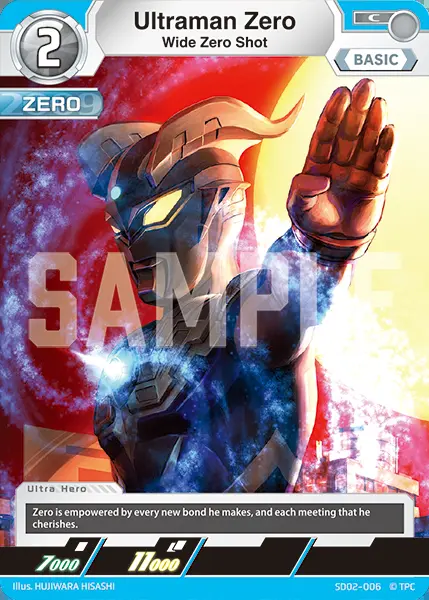 Ultraman Zero
Wide Zero Shot
2
C
BASIC
2009
ZERO
SAMPLE
Ultra Hero
Zero is empowered by every new bond he makes, and each meeting that he
cherishes.
7000
11000
Illus. HUJIWARA HISASHI
SD02-006 © TPC